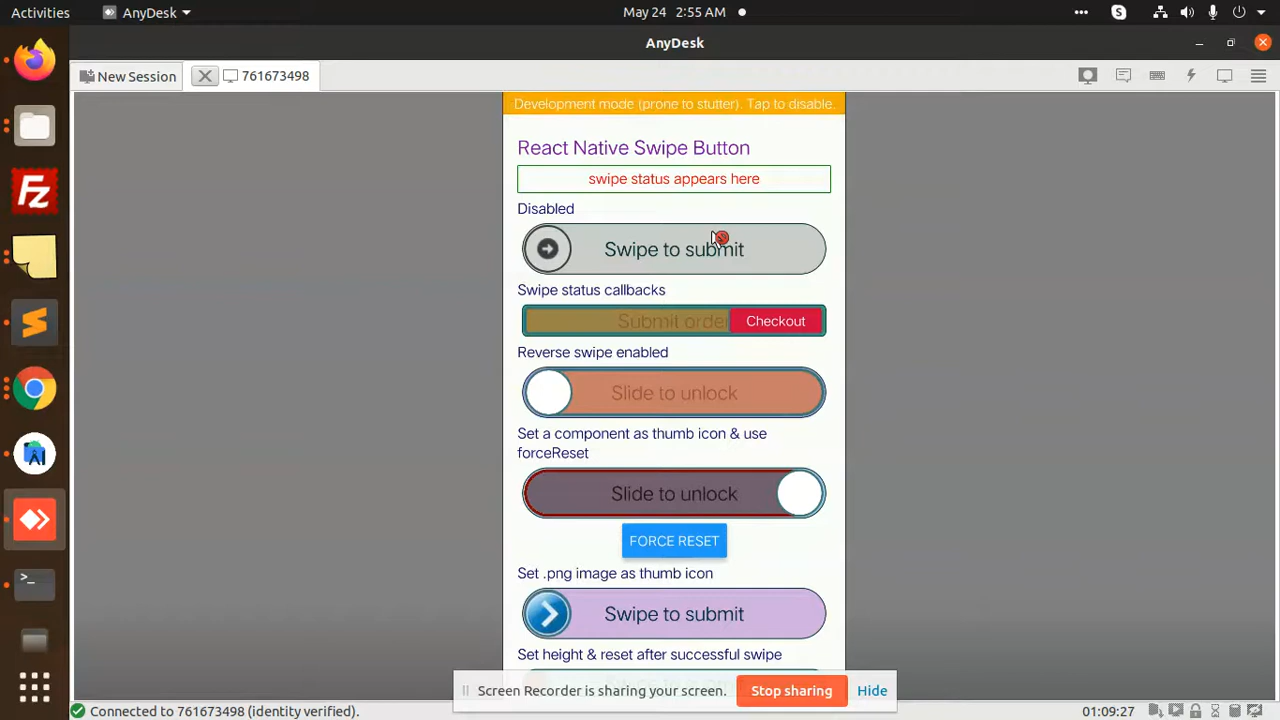 Activities
AnyDesk
May 24 2:55 AM
AnyDesk
New Session
761673498
Development mode (prone to stutter). Tap to disable.
React Native Swipe Button
swipe status appears here
Disabled
Swipe to submit
Swipe status callbacks
Submit order
Checkout
Reverse swipe enabled
Slide to unlock
Set a component as thumb icon & use
forceReset
Slide to unlock
FORCE RESET
Set .png image as thumb icon
Swipe to submit
Set height & reset after successful swipe
Screen Recorder is sharing your screen.
Stop sharing
Hide
Connected to 761673498 (identity verified).
01:09:27